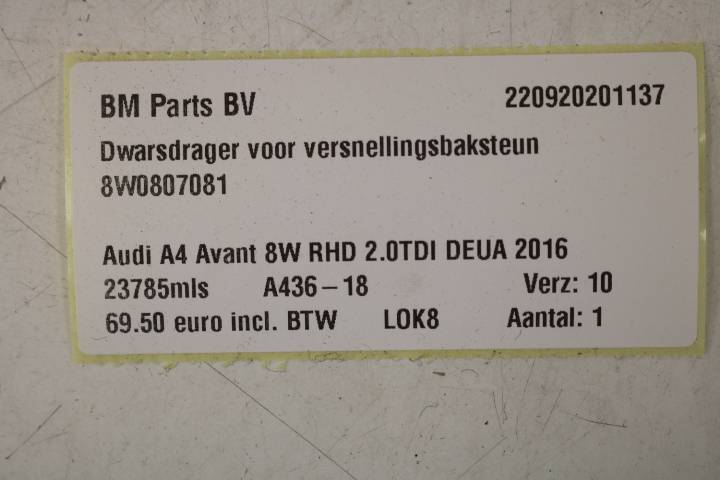 BM Parts BV 220920201137
Dwarsdrager voor versnellingsbaksteun
8W0807081
Audi A4 Avant 8W RHD 2.0TDI DEUA 2016
23785mls A436-18 Verz: 10
69.50 euro incl. BTW LOK8 Aantal: 1